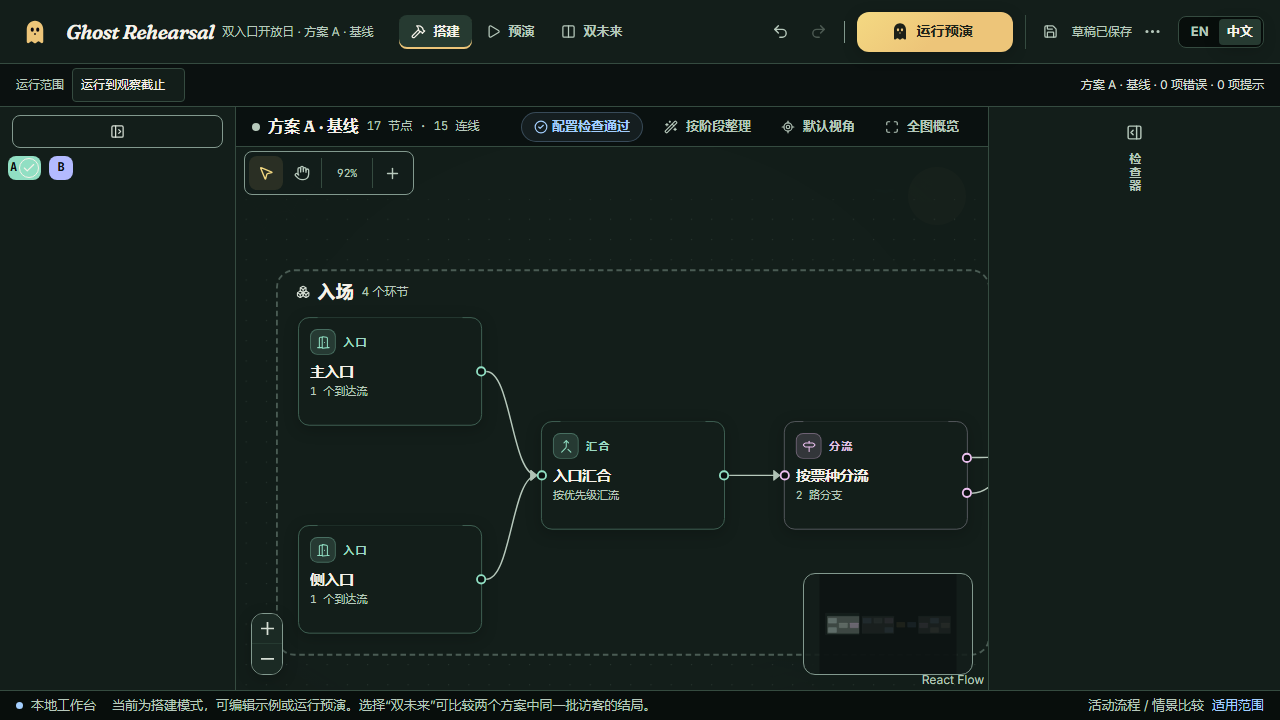 Ghost Rehearsal 双入口开放日 · 方案 A · 基线 搭建 预演 双未来 运行预演 草稿已保存 EN 中文
运行范围 运行到观察截止 方案 A · 基线 · 0 项错误 · 0 项提示
方案 A · 基线 17 节点 · 15 连线 配置检查通过 按阶段整理 默认视角 全图概览
A B
92%
检查器
入场 4 个环节
入口
主入口
1 个到达流
汇合
入口汇合
按优先级汇流
分流
按票种分流
2 路分支
入口
侧入口
1 个到达流
React Flow
本地工作台 当前为搭建模式，可编辑示例或运行预演。选择“双未来”可比较两个方案中同一批访客的结局。 活动流程 / 情景比较 适用范围